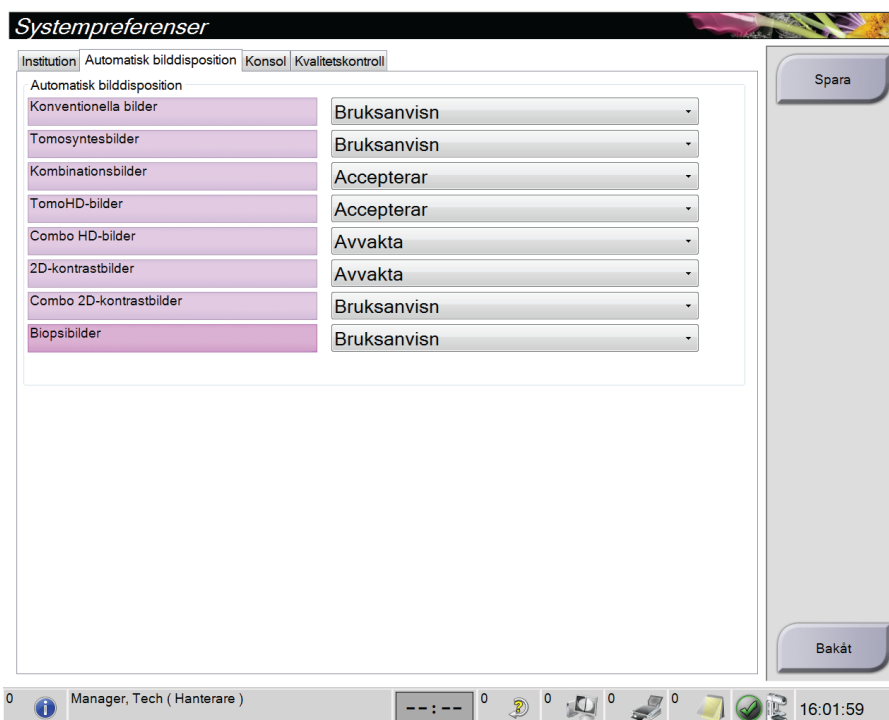 Systempreferenser
Institution Automatisk bilddisposition Konsol Kvalitetskontroll
Automatisk bilddisposition
Konventionella bilder Bruksanvisn
Tomosyntesbilder Bruksanvisn
Kombinationsbilder Accepterar
TomoHD-bilder Accepterar
Combo HD-bilder Avvakta
2D-kontrastbilder Avvakta
Combo 2D-kontrastbilder Bruksanvisn
Biopsibilder Bruksanvisn
Spara
Bakåt
0 Manager, Tech ( Hanterare ) --:-- 0 0 0 0 16:01:59